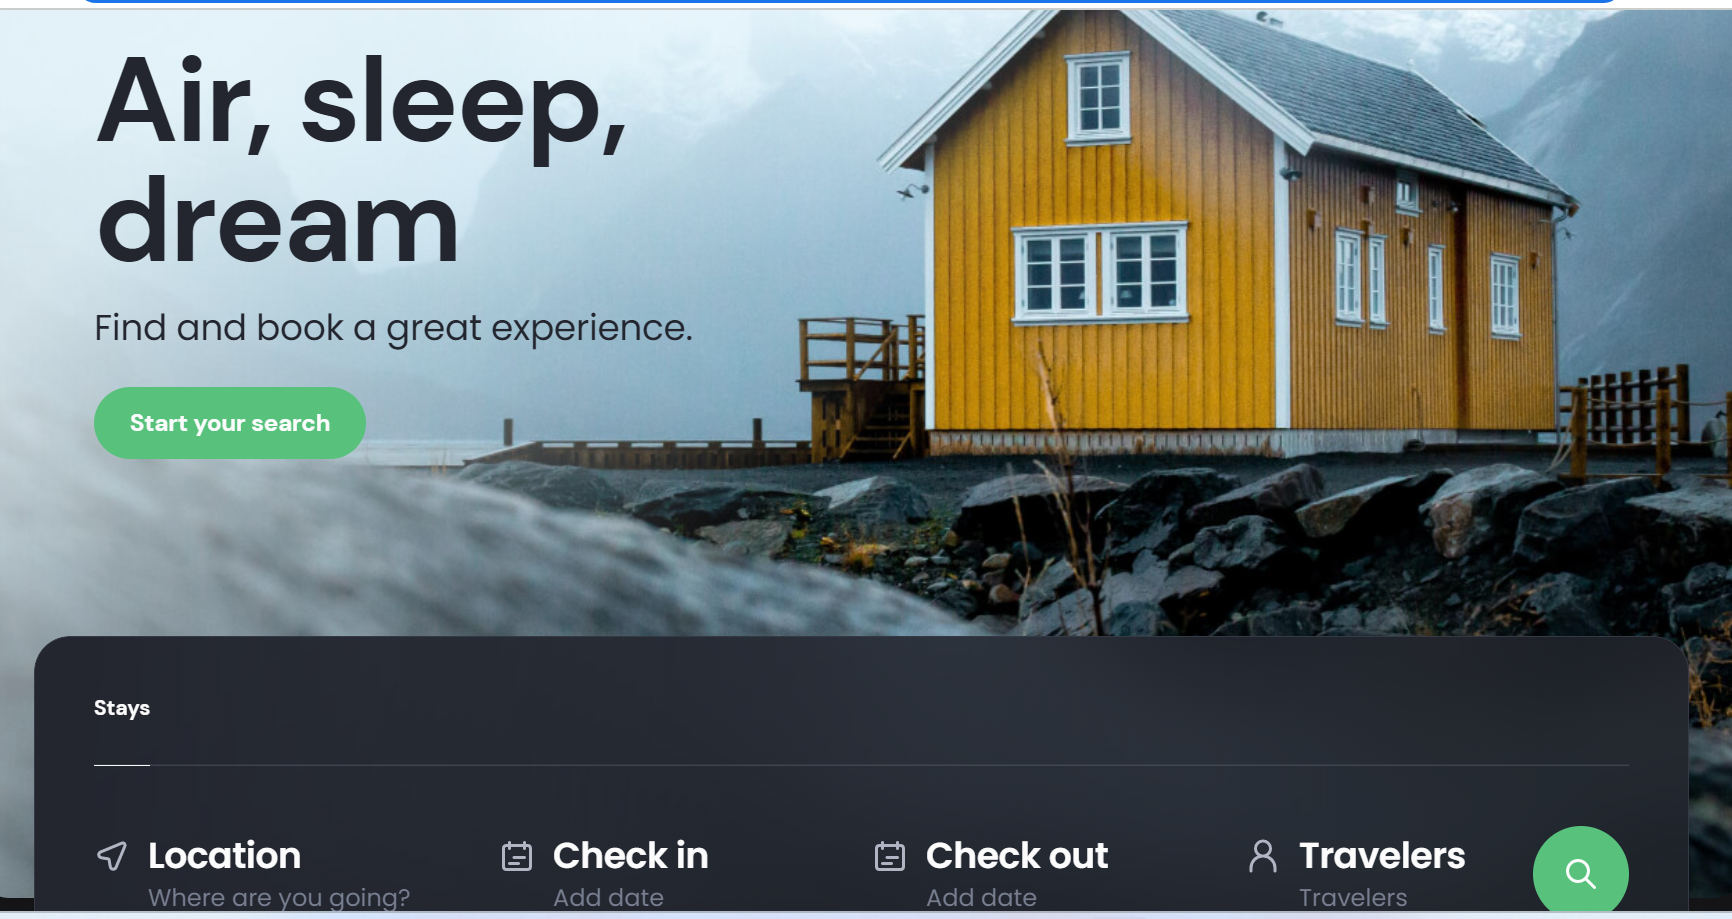 Air, sleep,
dream
Find and book a great experience.
Start your search
Stays
Location
Where are you going?
Check in
Add date
Check out
Add date
Travelers
Travelers